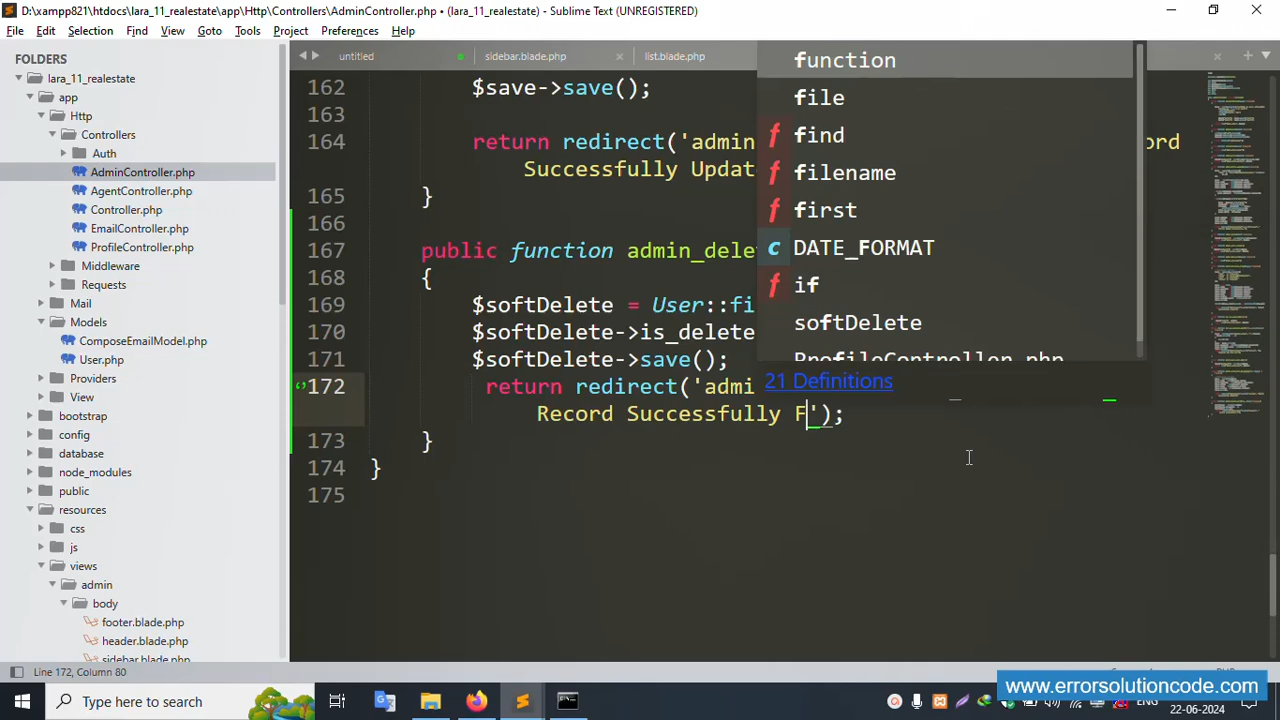 D:\xampp821\htdocs\lara_11_realestate\app\Http\Controllers\AdminController.php • (lara_11_realestate) - Sublime Text (UNREGISTERED)
File Edit Selection Find View Goto Tools Project Preferences Help
FOLDERS
lara_11_realestate
app
Http
Controllers
Auth
AdminController.php
AgentController.php
Controller.php
EmailController.php
ProfileController.php
Middleware
Requests
Mail
Models
ComposeEmailModel.php
User.php
Providers
View
bootstrap
config
database
node_modules
public
resources
css
js
views
admin
body
footer.blade.php
header.blade.php
sidebar.blade.php
untitled sidebar.blade.php list.blade.php
162 $save->save();
163
164 return redirect('admin
Successfully Updat
165 }
166
167 public function admin_dele
168 {
169 $softDelete = User::fi
170 $softDelete->is_delete
171 $softDelete->save();
172 return redirect('admi
Record Successfully F');
173 }
174 }
175
function
file
f find
f filename
f first
c DATE_FORMAT
f if
softDelete
ProfileController.php
21 Definitions
ord
Line 172, Column 80
Type here to search
ENG
22-06-2024
www.errorsolutioncode.com